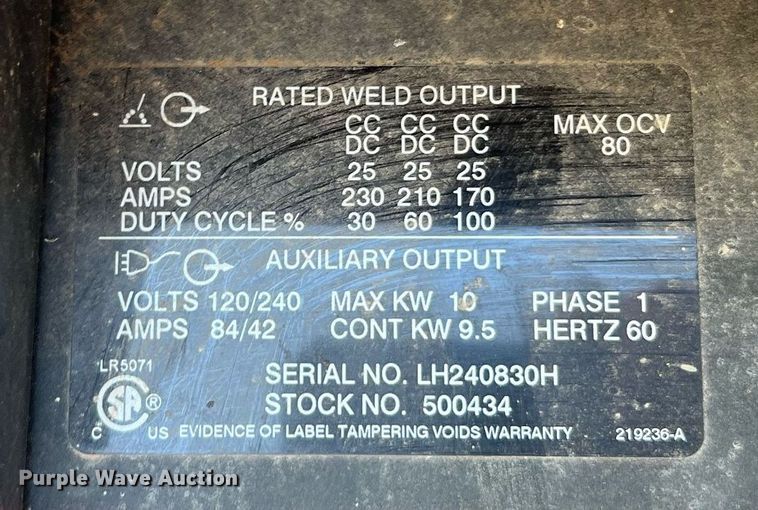 RATED WELD OUTPUT
CC CC CC
DC DC DC
MAX OCV
80
VOLTS 25 25 25
AMPS 230 210 170
DUTY CYCLE % 30 60 100
AUXILIARY OUTPUT
VOLTS 120/240 MAX KW 10 PHASE 1
AMPS 84/42 CONT KW 9.5 HERTZ 60
LR5071
SERIAL NO. LH240830H
STOCK NO. 500434
CSA ®
C US EVIDENCE OF LABEL TAMPERING VOIDS WARRANTY 219236-A
Purple Wave Auction